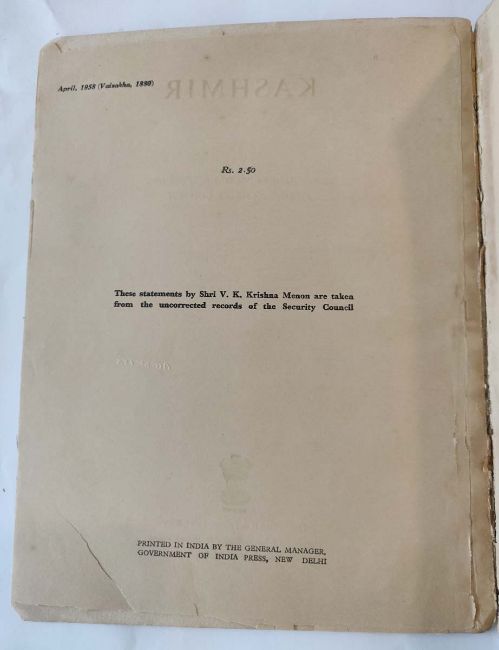 April, 1958 (Vaisakha, 1880)
KASHMIR
Rs. 2.50
These statements by Shri V. K. Krishna Menon are taken
from the uncorrected records of the Security Council
PRINTED IN INDIA BY THE GENERAL MANAGER,
GOVERNMENT OF INDIA PRESS, NEW DELHI